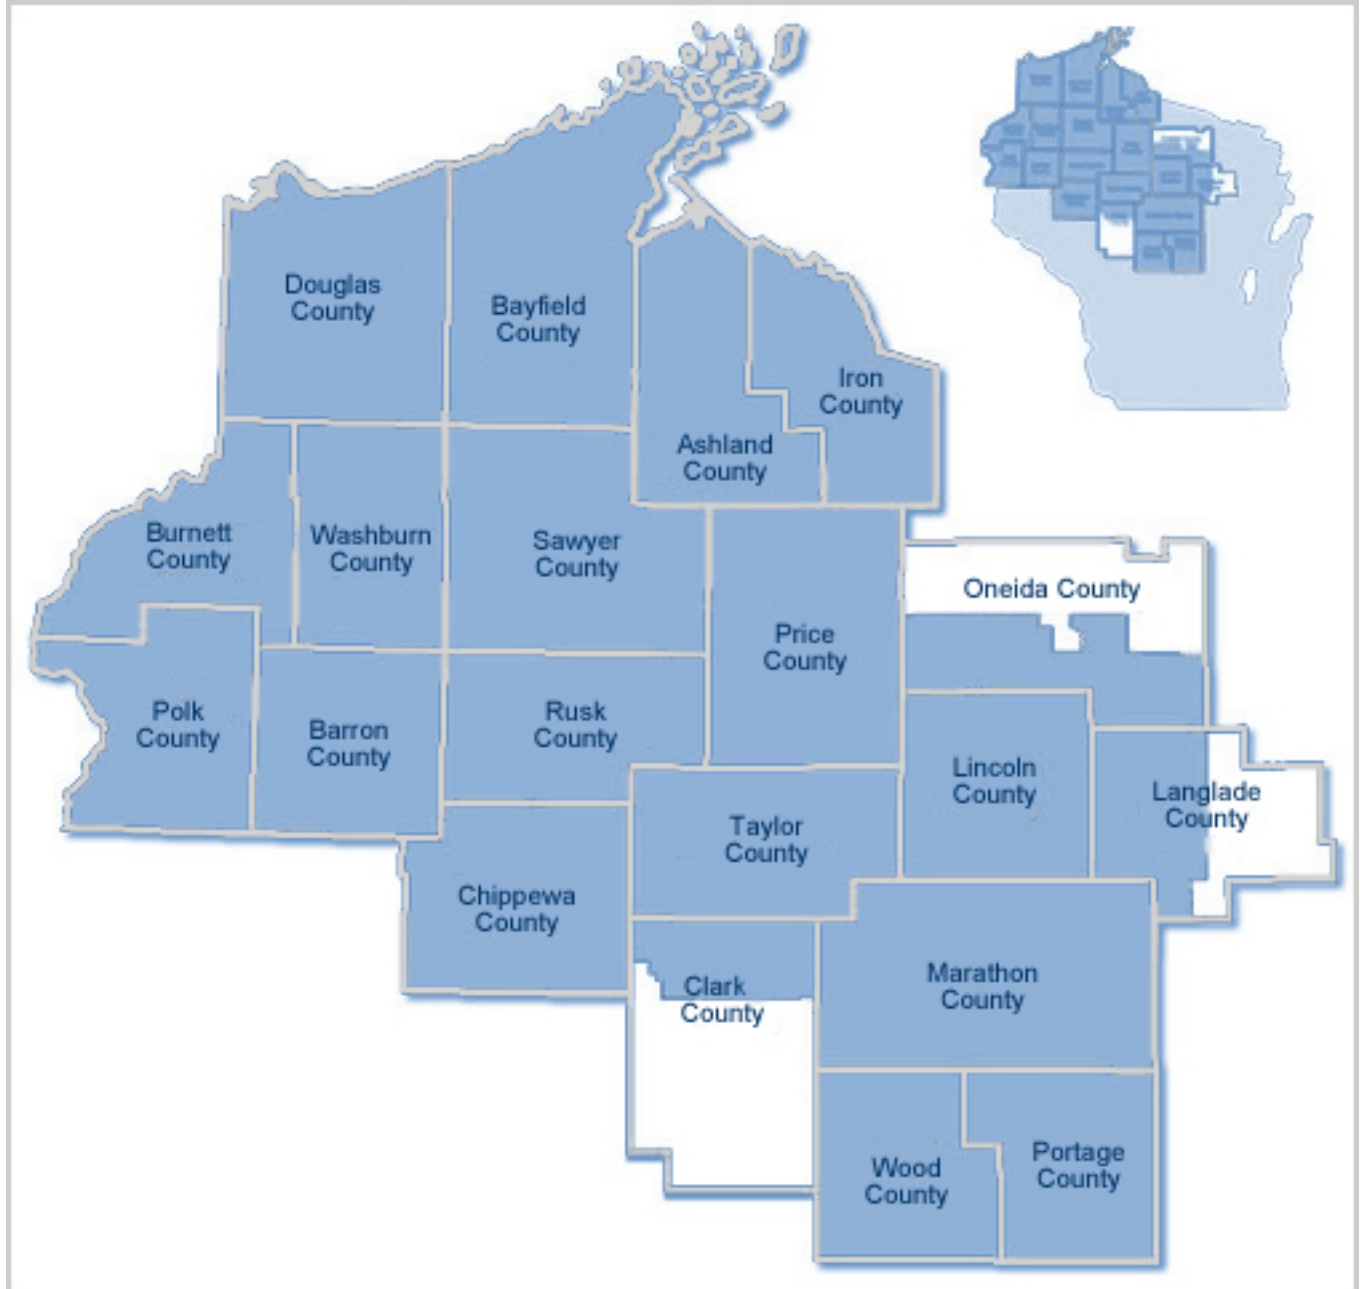 Douglas
County
Bayfield
County
Iron
County
Ashland
County
Burnett
County
Washburn
County
Sawyer
County
Oneida County
Price
County
Polk
County
Barron
County
Rusk
County
Lincoln
County
Langlade
County
Taylor
County
Chippewa
County
Clark
County
Marathon
County
Wood
County
Portage
County